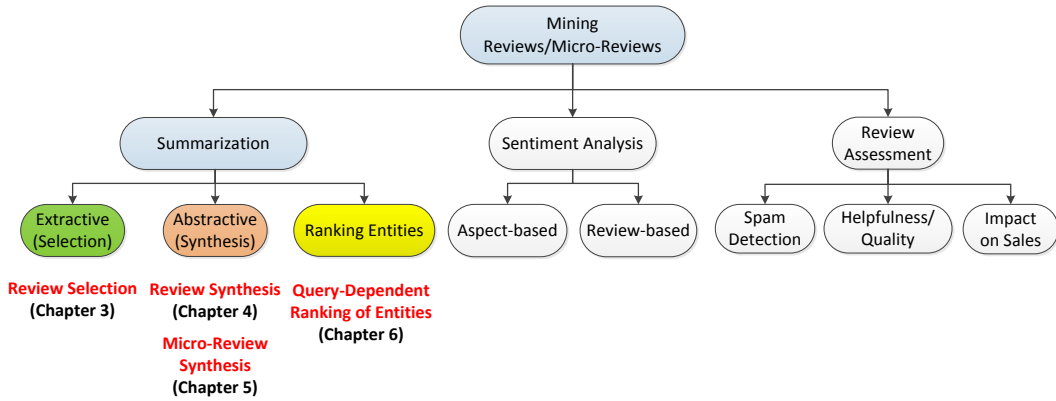 Mining
Reviews/Micro-Reviews
Summarization
Sentiment Analysis
Review
Assessment
Extractive
(Selection)
Abstractive
(Synthesis)
Ranking Entities
Aspect-based
Review-based
Spam
Detection
Helpfulness/
Quality
Impact
on Sales
Review Selection
(Chapter 3)
Review Synthesis
(Chapter 4)
Micro-Review
Synthesis
(Chapter 5)
Query-Dependent
Ranking of Entities
(Chapter 6)